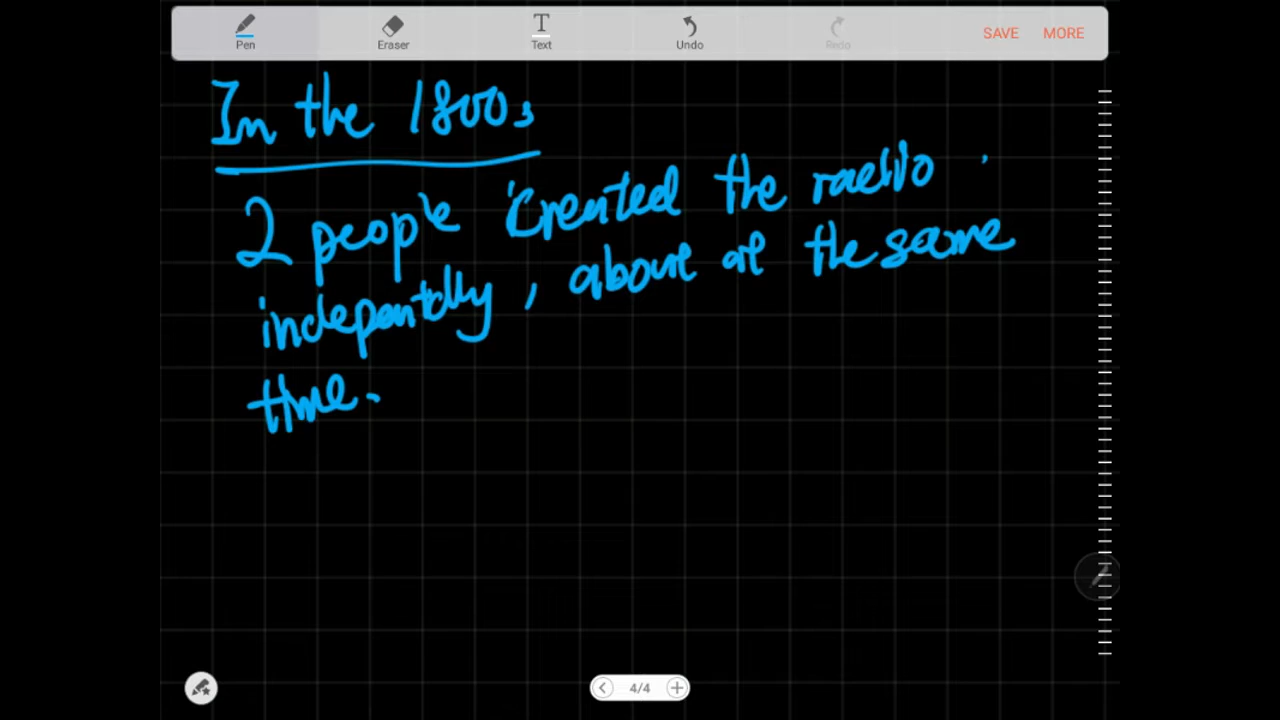 Pen Eraser Text Undo Redo SAVE MORE
In the 1800s
2 people created the radio
indepently, about at the same
time.
4/4